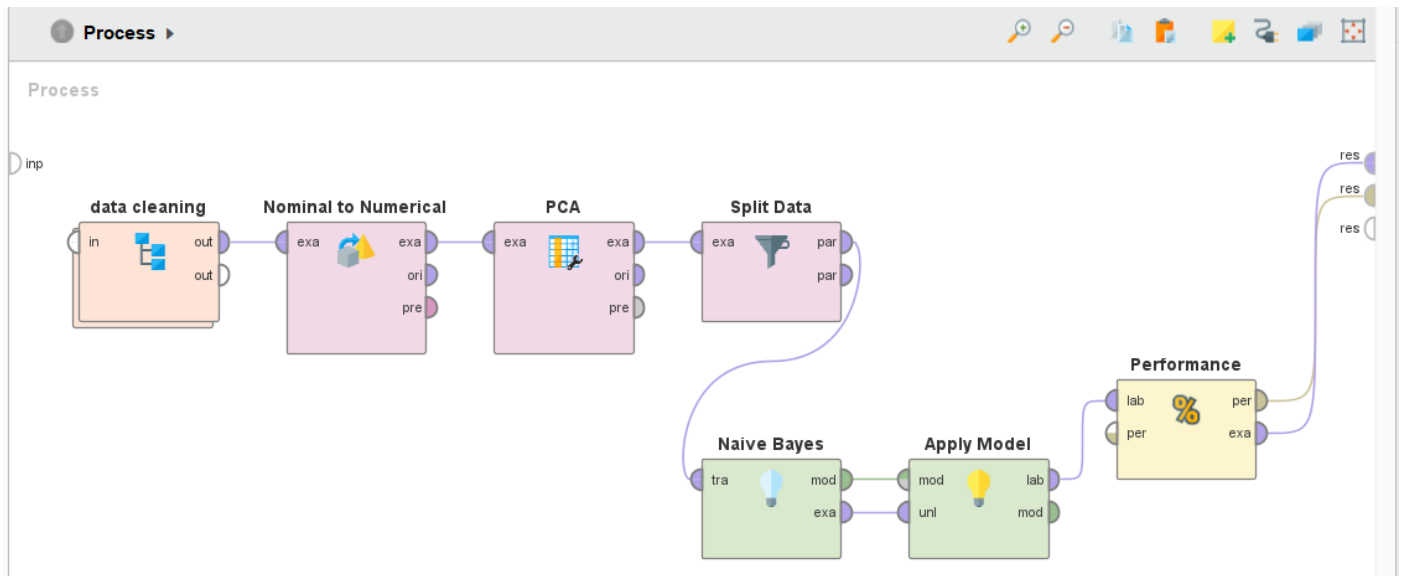 Process
Process
inp
res
res
res
data cleaning
in
out
out
Nominal to Numerical
exa
exa
ori
pre
PCA
exa
exa
ori
pre
Split Data
exa
par
par
Naive Bayes
tra
mod
exa
Apply Model
mod
lab
unl
mod
Performance
%
lab
per
per
exa